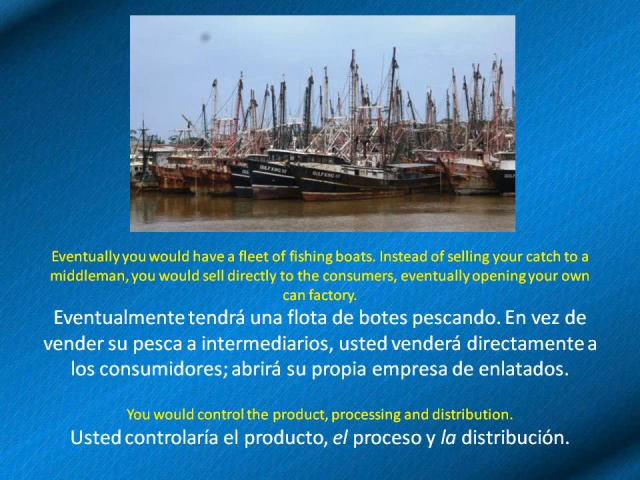 Eventually you would have a fleet of fishing boats. Instead of selling your catch to a
middleman, you would sell directly to the consumers, eventually opening your own
can factory.
Eventualmente tendrá una flota de botes pescando. En vez de
vender su pesca a intermediarios, usted venderá directamente a
los consumidores; abrirá su propia empresa de enlatados.
You would control the product, processing and distribution.
Usted controlaría el producto, el proceso y la distribución.